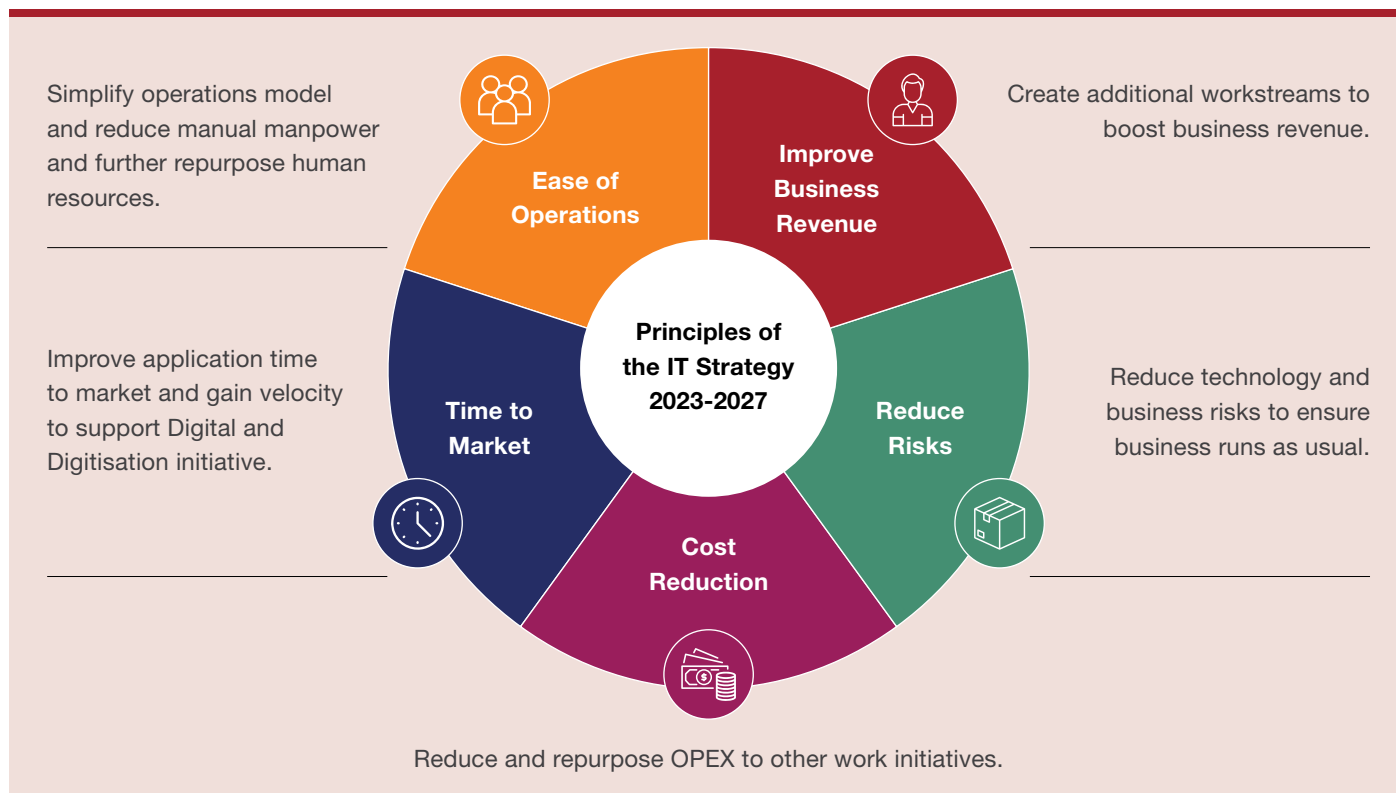 Simplify operations model
and reduce manual manpower
and further repurpose human
resources.
Ease of
Operations
Improve
Business
Revenue
Create additional workstreams to
boost business revenue.
Principles of
the IT Strategy
2023-2027
Improve application time
to market and gain velocity
to support Digital and
Digitisation initiative.
Time to
Market
Reduce
Risks
Reduce technology and
business risks to ensure
business runs as usual.
Cost
Reduction
$
Reduce and repurpose OPEX to other work initiatives.